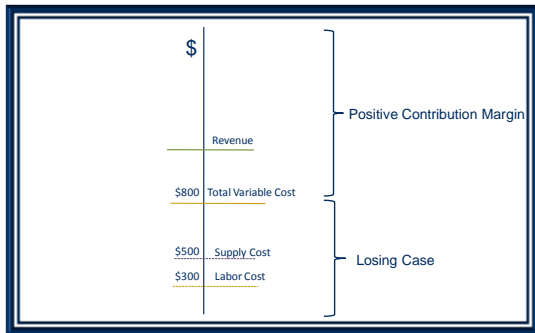 $
Positive Contribution Margin
Revenue
$800 Total Variable Cost
$500 Supply Cost
Losing Case
$300 Labor Cost